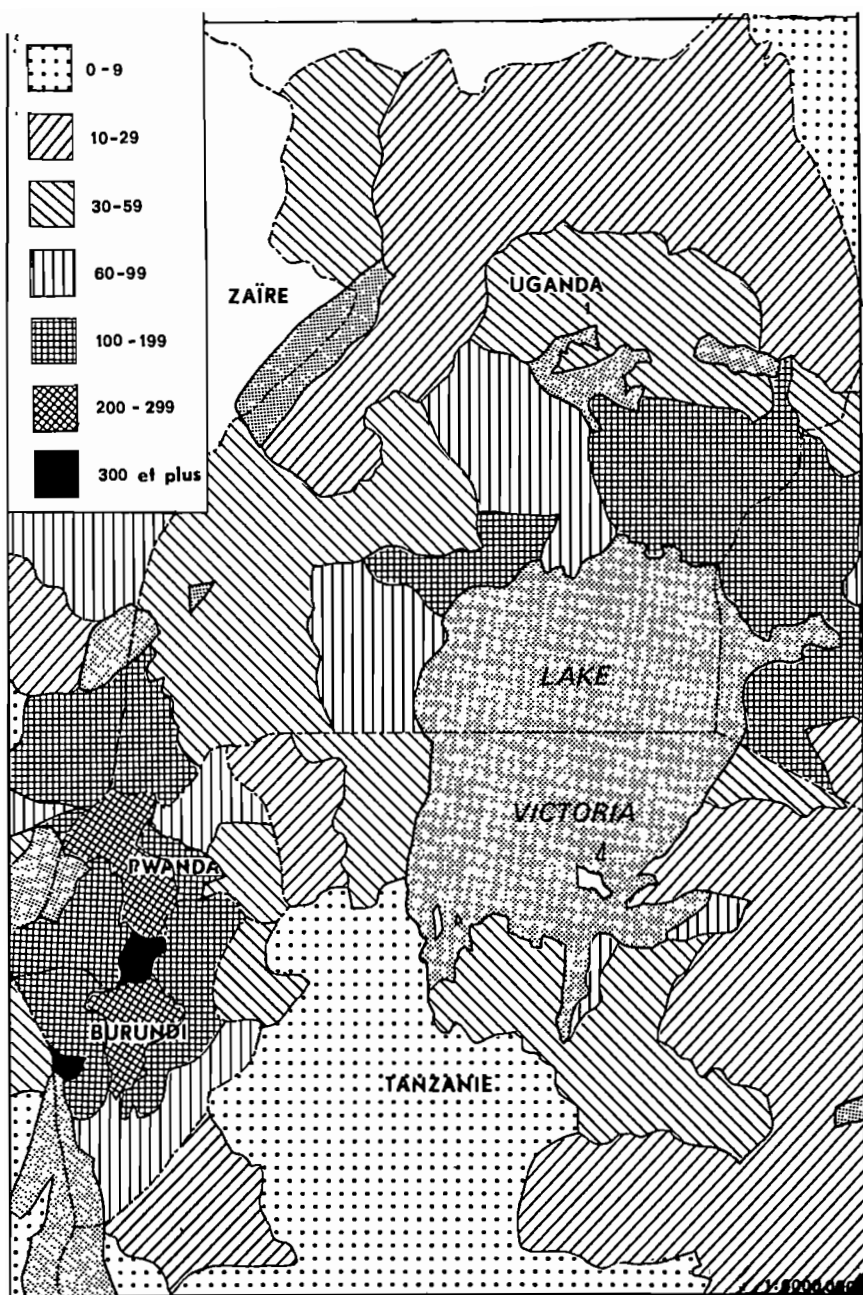 0-9
10-29
30-59
60-99
100-199
200-299
300 et plus
ZAÏRE
UGANDA
LAKE
VICTORIA
RWANDA
BURUNDI
TANZANIE